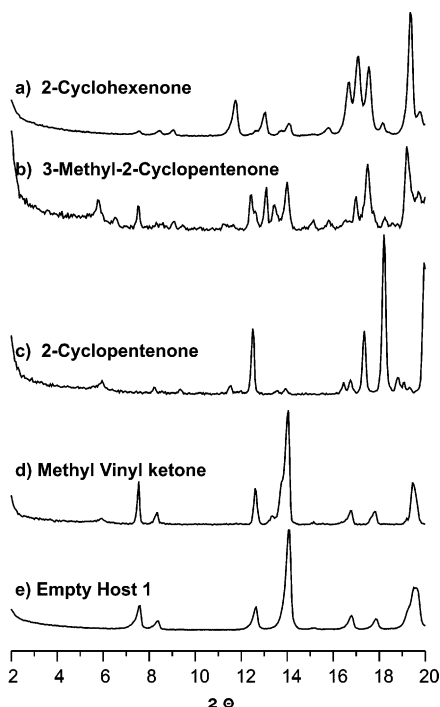 a) 2-Cyclohexenone
b) 3-Methyl-2-Cyclopentenone
c) 2-Cyclopentenone
d) Methyl Vinyl ketone
e) Empty Host 1
2 4 6 8 10 12 14 16 18 20
2 Θ